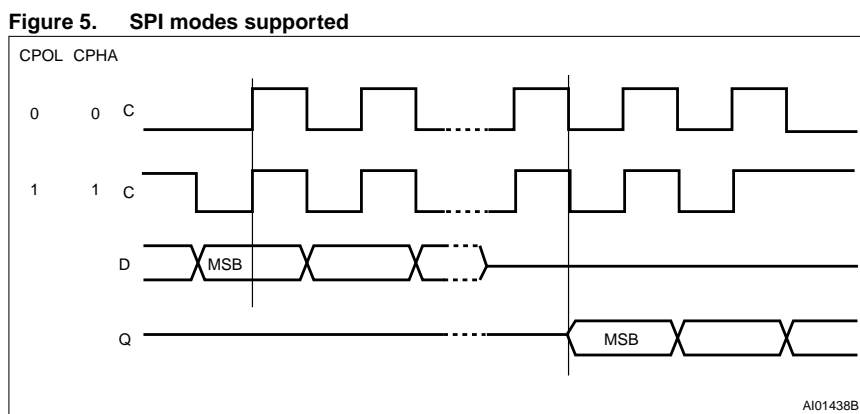 Figure 5. SPI modes supported
CPOL CPHA
0 0 C
1 1 C
D MSB
Q MSB
AI01438B